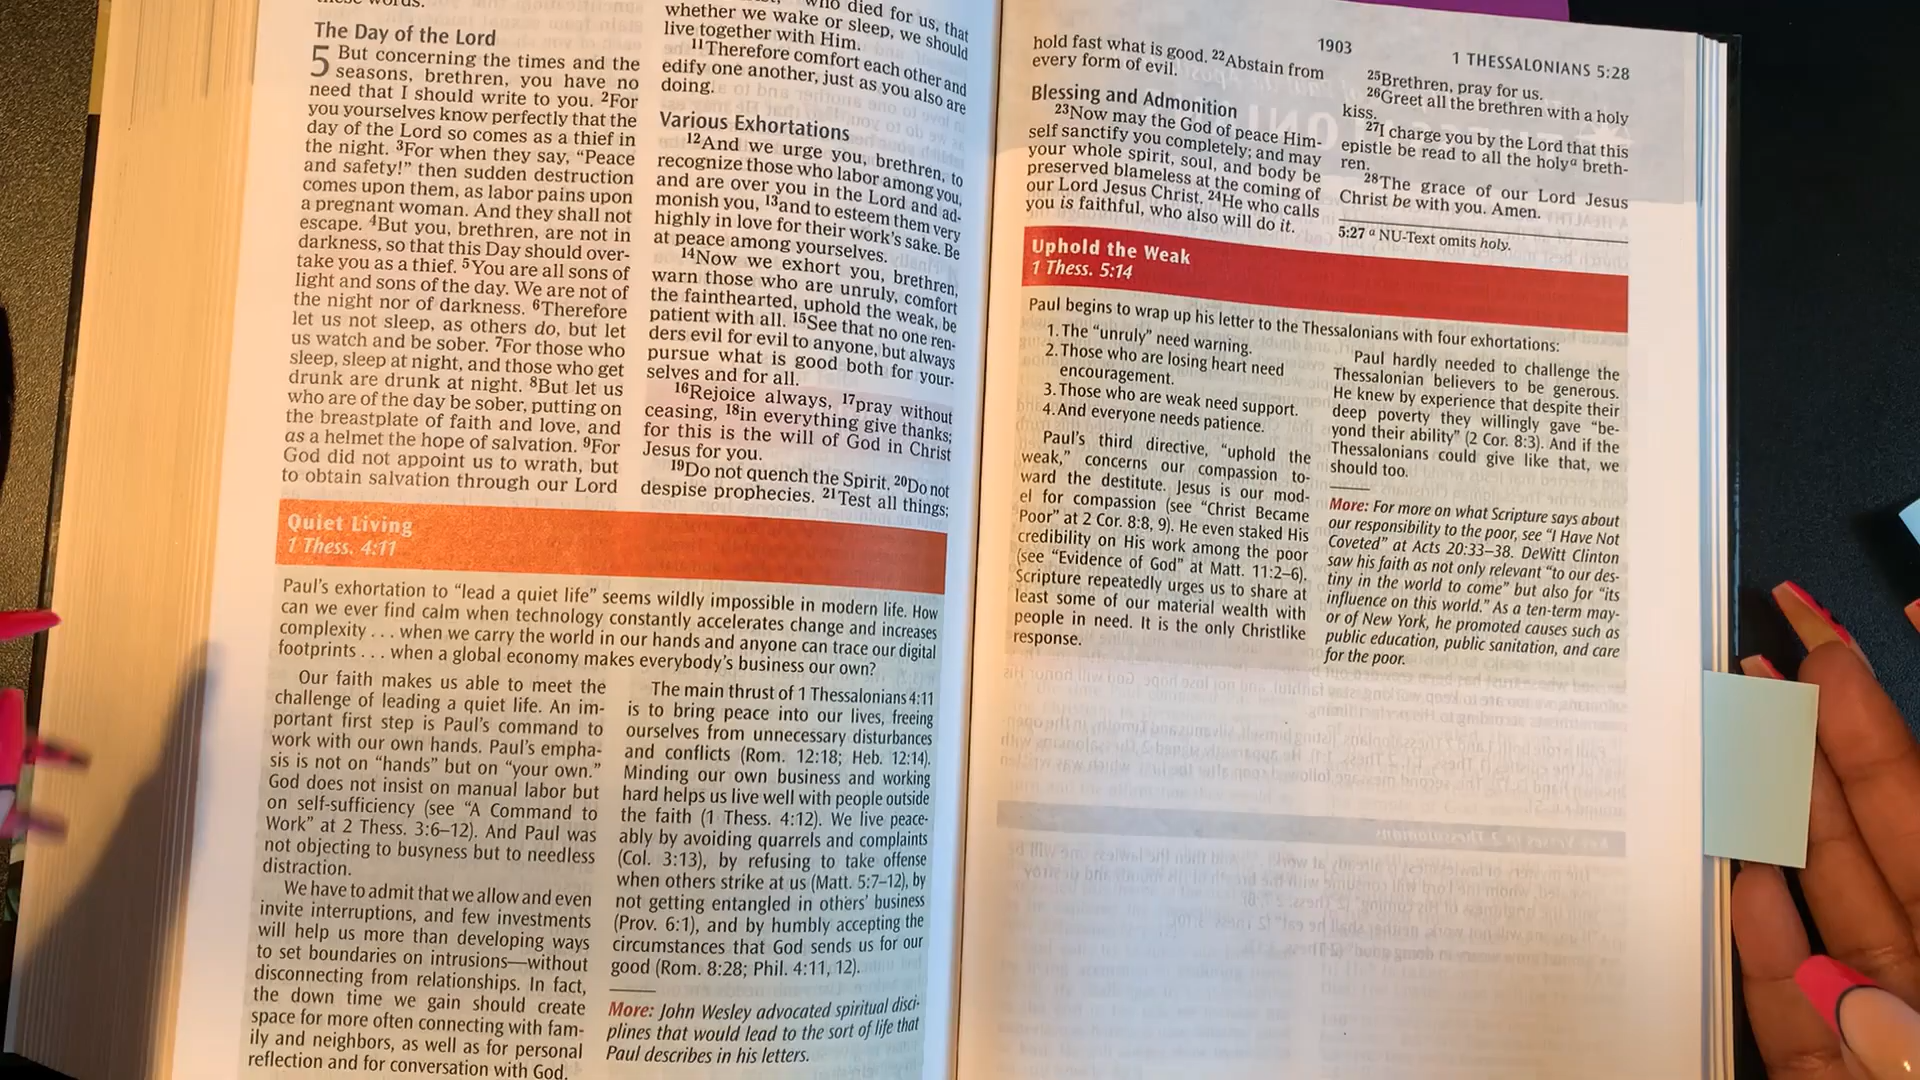 these words.
The Day of the Lord
5 But concerning the times and the
seasons, brethren, you have no
need that I should write to you. 2For
you yourselves know perfectly that the
day of the Lord so comes as a thief in
the night. 3For when they say, “Peace
and safety!” then sudden destruction
comes upon them, as labor pains upon
a pregnant woman. And they shall not
escape. 4But you, brethren, are not in
darkness, so that this Day should over-
take you as a thief. 5You are all sons of
light and sons of the day. We are not of
the night nor of darkness. 6Therefore
let us not sleep, as others do, but let
us watch and be sober. 7For those who
sleep, sleep at night, and those who get
drunk are drunk at night. 8But let us
who are of the day be sober, putting on
the breastplate of faith and love, and
as a helmet the hope of salvation. 9For
God did not appoint us to wrath, but
to obtain salvation through our Lord
who died for us, that
whether we wake or sleep, we should
live together with Him.
11Therefore comfort each other and
edify one another, just as you also are
doing.
Various Exhortations
12And we urge you, brethren, to
recognize those who labor among you,
and are over you in the Lord and ad-
monish you, 13and to esteem them very
highly in love for their work’s sake. Be
at peace among yourselves.
14Now we exhort you, brethren,
warn those who are unruly, comfort
the fainthearted, uphold the weak, be
patient with all. 15See that no one ren-
ders evil for evil to anyone, but always
pursue what is good both for your-
selves and for all.
16Rejoice always, 17pray without
ceasing, 18in everything give thanks;
for this is the will of God in Christ
Jesus for you.
19Do not quench the Spirit. 20Do not
despise prophecies. 21Test all things;
Quiet Living
1 Thess. 4:11
Paul’s exhortation to “lead a quiet life” seems wildly impossible in modern life. How
can we ever find calm when technology constantly accelerates change and increases
complexity . . . when we carry the world in our hands and anyone can trace our digital
footprints . . . when a global economy makes everybody’s business our own?
Our faith makes us able to meet the
challenge of leading a quiet life. An im-
portant first step is Paul’s command to
work with our own hands. Paul’s empha-
sis is not on “hands” but on “your own.”
God does not insist on manual labor but
on self-sufficiency (see “A Command to
Work” at 2 Thess. 3:6–12). And Paul was
not objecting to busyness but to needless
distraction.
We have to admit that we allow and even
invite interruptions, and few investments
will help us more than developing ways
to set boundaries on intrusions—without
disconnecting from relationships. In fact,
the down time we gain should create
space for more often connecting with fam-
ily and neighbors, as well as for personal
reflection and for conversation with God.
The main thrust of 1 Thessalonians 4:11
is to bring peace into our lives, freeing
ourselves from unnecessary disturbances
and conflicts (Rom. 12:18; Heb. 12:14).
Minding our own business and working
hard helps us live well with people outside
the faith (1 Thess. 4:12). We live peace-
ably by avoiding quarrels and complaints
(Col. 3:13), by refusing to take offense
when others strike at us (Matt. 5:7–12), by
not getting entangled in others’ business
(Prov. 6:1), and by humbly accepting the
circumstances that God sends us for our
good (Rom. 8:28; Phil. 4:11, 12).
More: John Wesley advocated spiritual disci-
plines that would lead to the sort of life that
Paul describes in his letters.
1903
1 THESSALONIANS 5:28
hold fast what is good. 22Abstain from
every form of evil.
Blessing and Admonition
23Now may the God of peace Him-
self sanctify you completely; and may
your whole spirit, soul, and body be
preserved blameless at the coming of
our Lord Jesus Christ. 24He who calls
you is faithful, who also will do it.
25Brethren, pray for us.
26Greet all the brethren with a holy
kiss.
27I charge you by the Lord that this
epistle be read to all the holya breth-
ren.
28The grace of our Lord Jesus
Christ be with you. Amen.
5:27 a NU-Text omits holy.
Uphold the Weak
1 Thess. 5:14
Paul begins to wrap up his letter to the Thessalonians with four exhortations:
1. The “unruly” need warning.
2. Those who are losing heart need
encouragement.
3. Those who are weak need support.
4. And everyone needs patience.
Paul’s third directive, “uphold the
weak,” concerns our compassion to-
ward the destitute. Jesus is our mod-
el for compassion (see “Christ Became
Poor” at 2 Cor. 8:8, 9). He even staked His
credibility on His work among the poor
(see “Evidence of God” at Matt. 11:2–6).
Scripture repeatedly urges us to share at
least some of our material wealth with
people in need. It is the only Christlike
response.
Paul hardly needed to challenge the
Thessalonian believers to be generous.
He knew by experience that despite their
deep poverty they willingly gave “be-
yond their ability” (2 Cor. 8:3). And if the
Thessalonians could give like that, we
should too.
More: For more on what Scripture says about
our responsibility to the poor, see “I Have Not
Coveted” at Acts 20:33–38. DeWitt Clinton
saw his faith as not only relevant “to our des-
tiny in the world to come” but also for “its
influence on this world.” As a ten-term may-
or of New York, he promoted causes such as
public education, public sanitation, and care
for the poor.